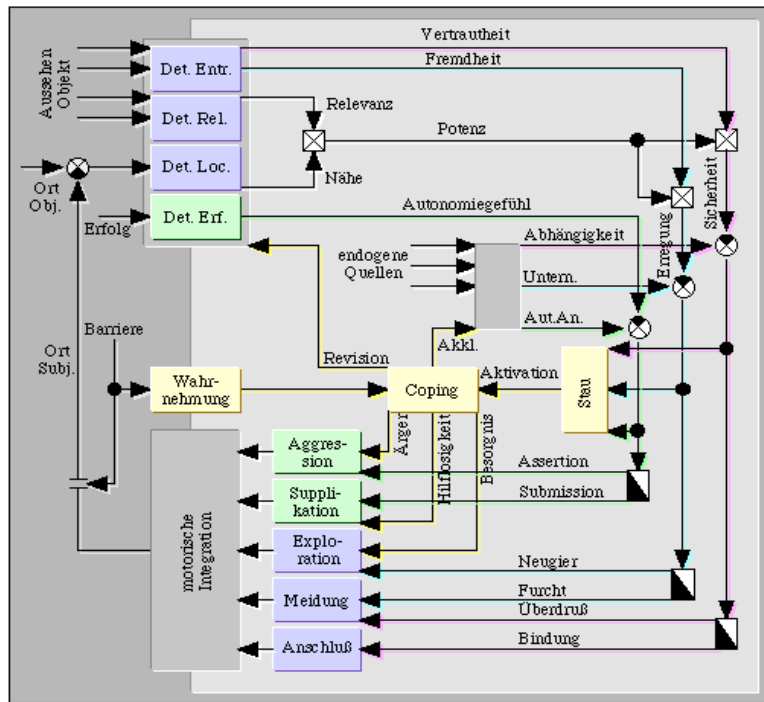 Vertrautheit
Fremdheit
Aussehen
Objekt
Det. Entr.
Det. Rel.
Relevanz
Potenz
Det. Loc.
Nähe
Ort
Obj.
Sicherheit
Det. Erf.
Erfolg
Autonomiegefühl
Erregung
endogene
Quellen
Abhängigkeit
Untern.
Aut.An.
Akkl.
Barriere
Ort
Subj.
Revision
Wahr-
nehmung
Coping
Aktivation
Stau
Ärger
Hilflosigkeit
Besorgnis
Aggres-
sion
Assertion
Suppli-
kation
Submission
motorische
Integration
Explo-
ration
Neugier
Meidung
Furcht
Überdruß
Anschluß
Bindung